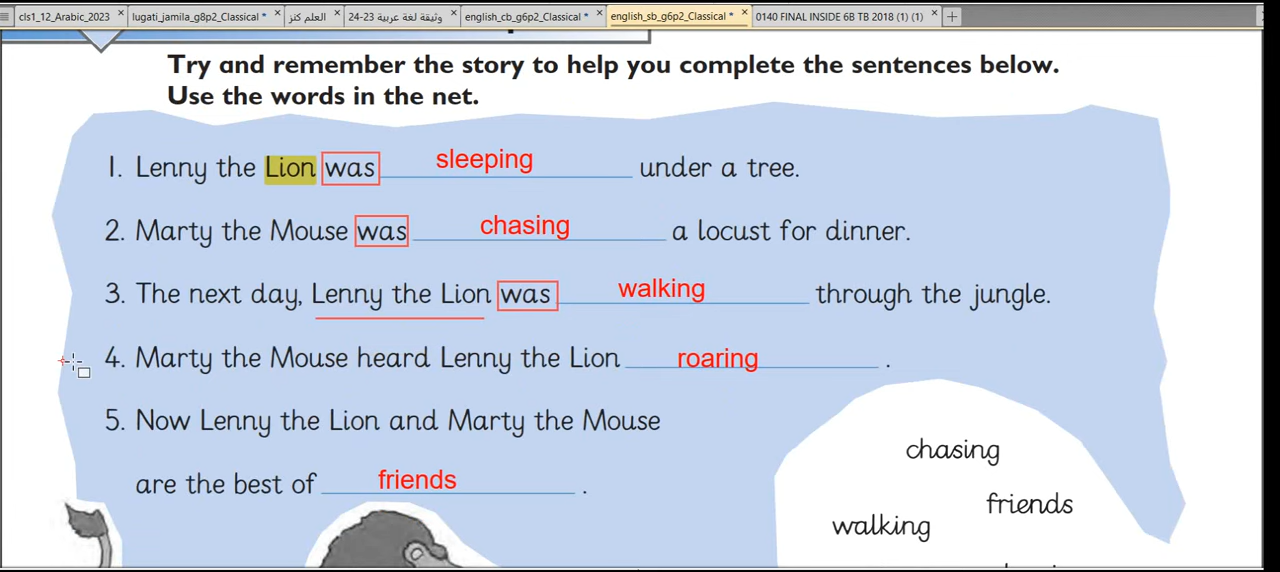 cls1_12_Arabic_2023 lugati_jamila_g8p2_Classical * العلم كنز وثيقة لغة عربية 24-23 english_cb_g6p2_Classical * english_sb_g6p2_Classical * 0140 FINAL INSIDE 6B TB 2018 (1) (1)
Try and remember the story to help you complete the sentences below.
Use the words in the net.
1. Lenny the Lion was sleeping under a tree.
2. Marty the Mouse was chasing a locust for dinner.
3. The next day, Lenny the Lion was walking through the jungle.
4. Marty the Mouse heard Lenny the Lion roaring .
5. Now Lenny the Lion and Marty the Mouse
are the best of friends .
chasing
friends
walking